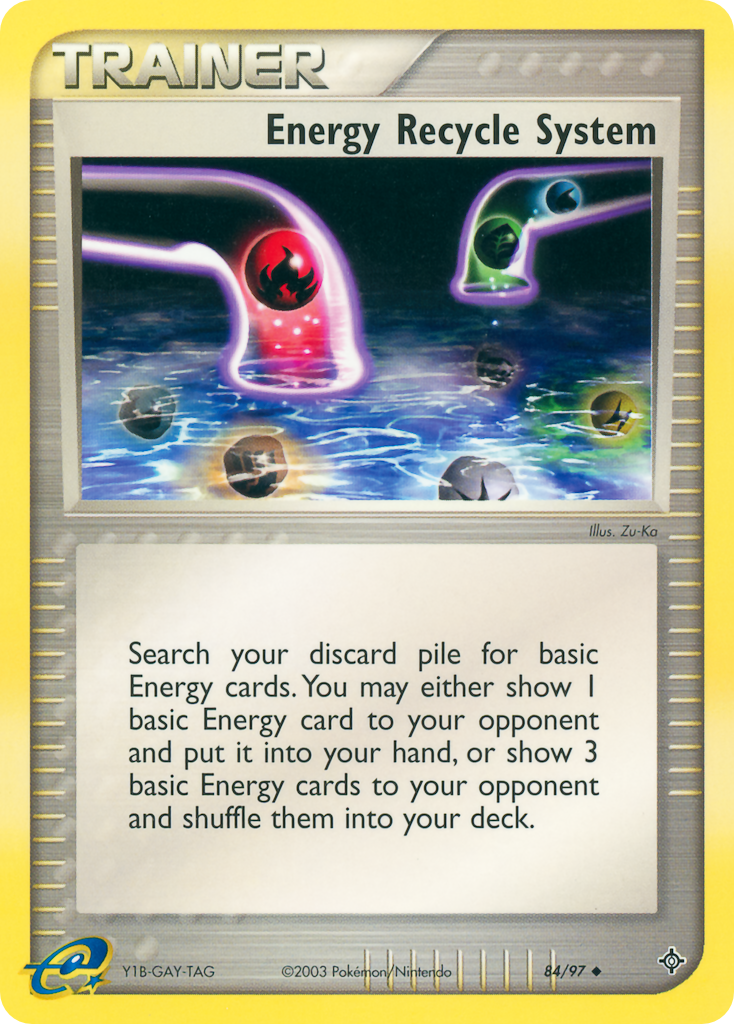 TRAINER
Energy Recycle System
Illus. Zu-Ka
Search your discard pile for basic
Energy cards. You may either show 1
basic Energy card to your opponent
and put it into your hand, or show 3
basic Energy cards to your opponent
and shuffle them into your deck.
e
Y1B-GAY-TAG
©2003 Pokémon/Nintendo
84/97 ◆